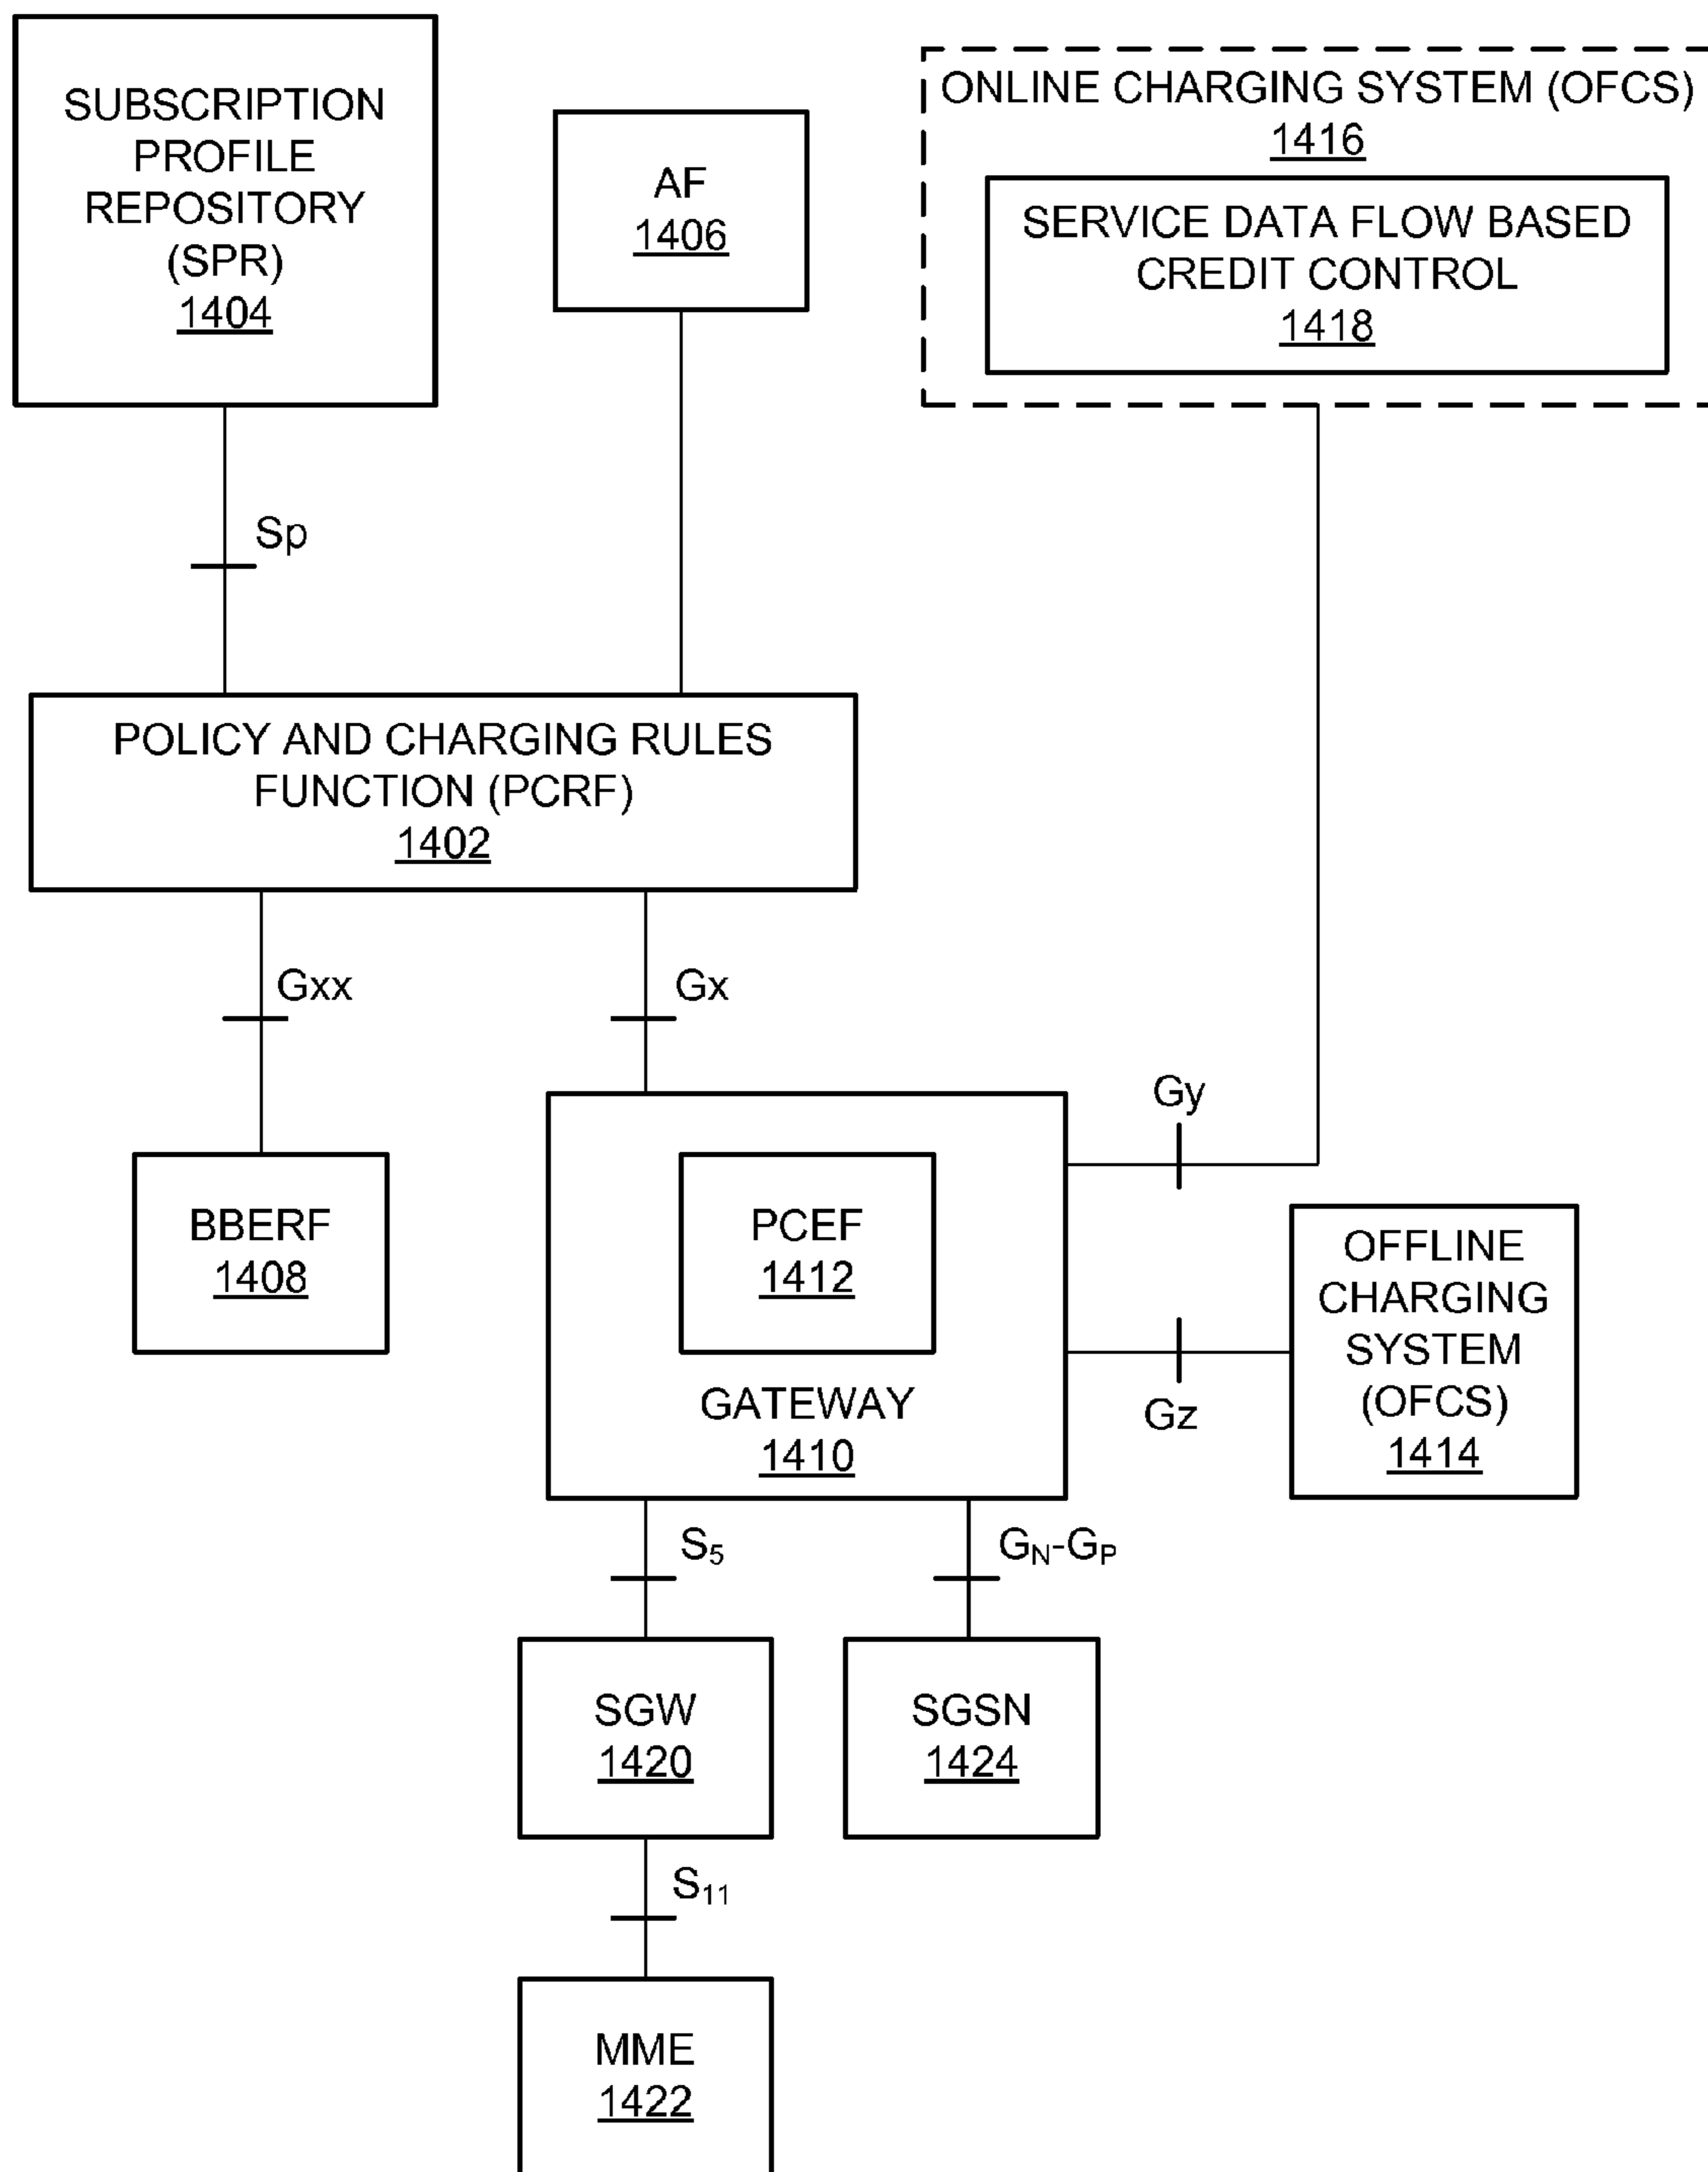 SUBSCRIPTION
PROFILE
REPOSITORY
(SPR)
1404
AF
1406
ONLINE CHARGING SYSTEM (OFCS)
1416
SERVICE DATA FLOW BASED
CREDIT CONTROL
1418
Sp
POLICY AND CHARGING RULES
FUNCTION (PCRF)
1402
Gxx
Gx
Gy
BBERF
1408
PCEF
1412
GATEWAY
1410
OFFLINE
CHARGING
SYSTEM
(OFCS)
1414
Gz
S5
GN-GP
SGW
1420
SGSN
1424
S11
MME
1422